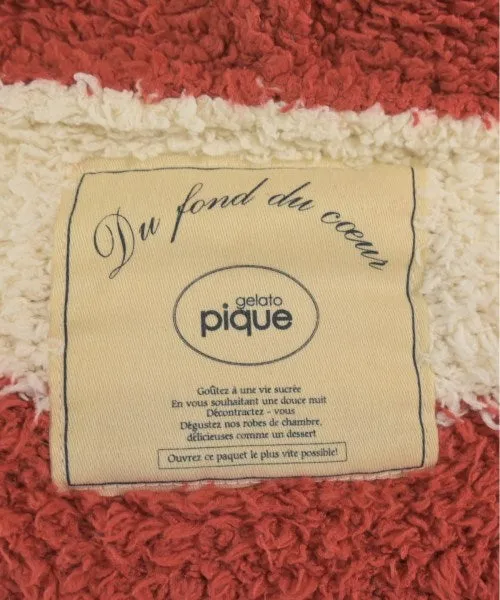 Du fond du cœur
gelato
pique
Goûtez à une vie sucrée
En vous souhaitant une douce nuit
Décontractez - vous
Dégustez nos robes de chambre,
délicieuses comme un dessert
Ouvrez ce paquet le plus vite possible!